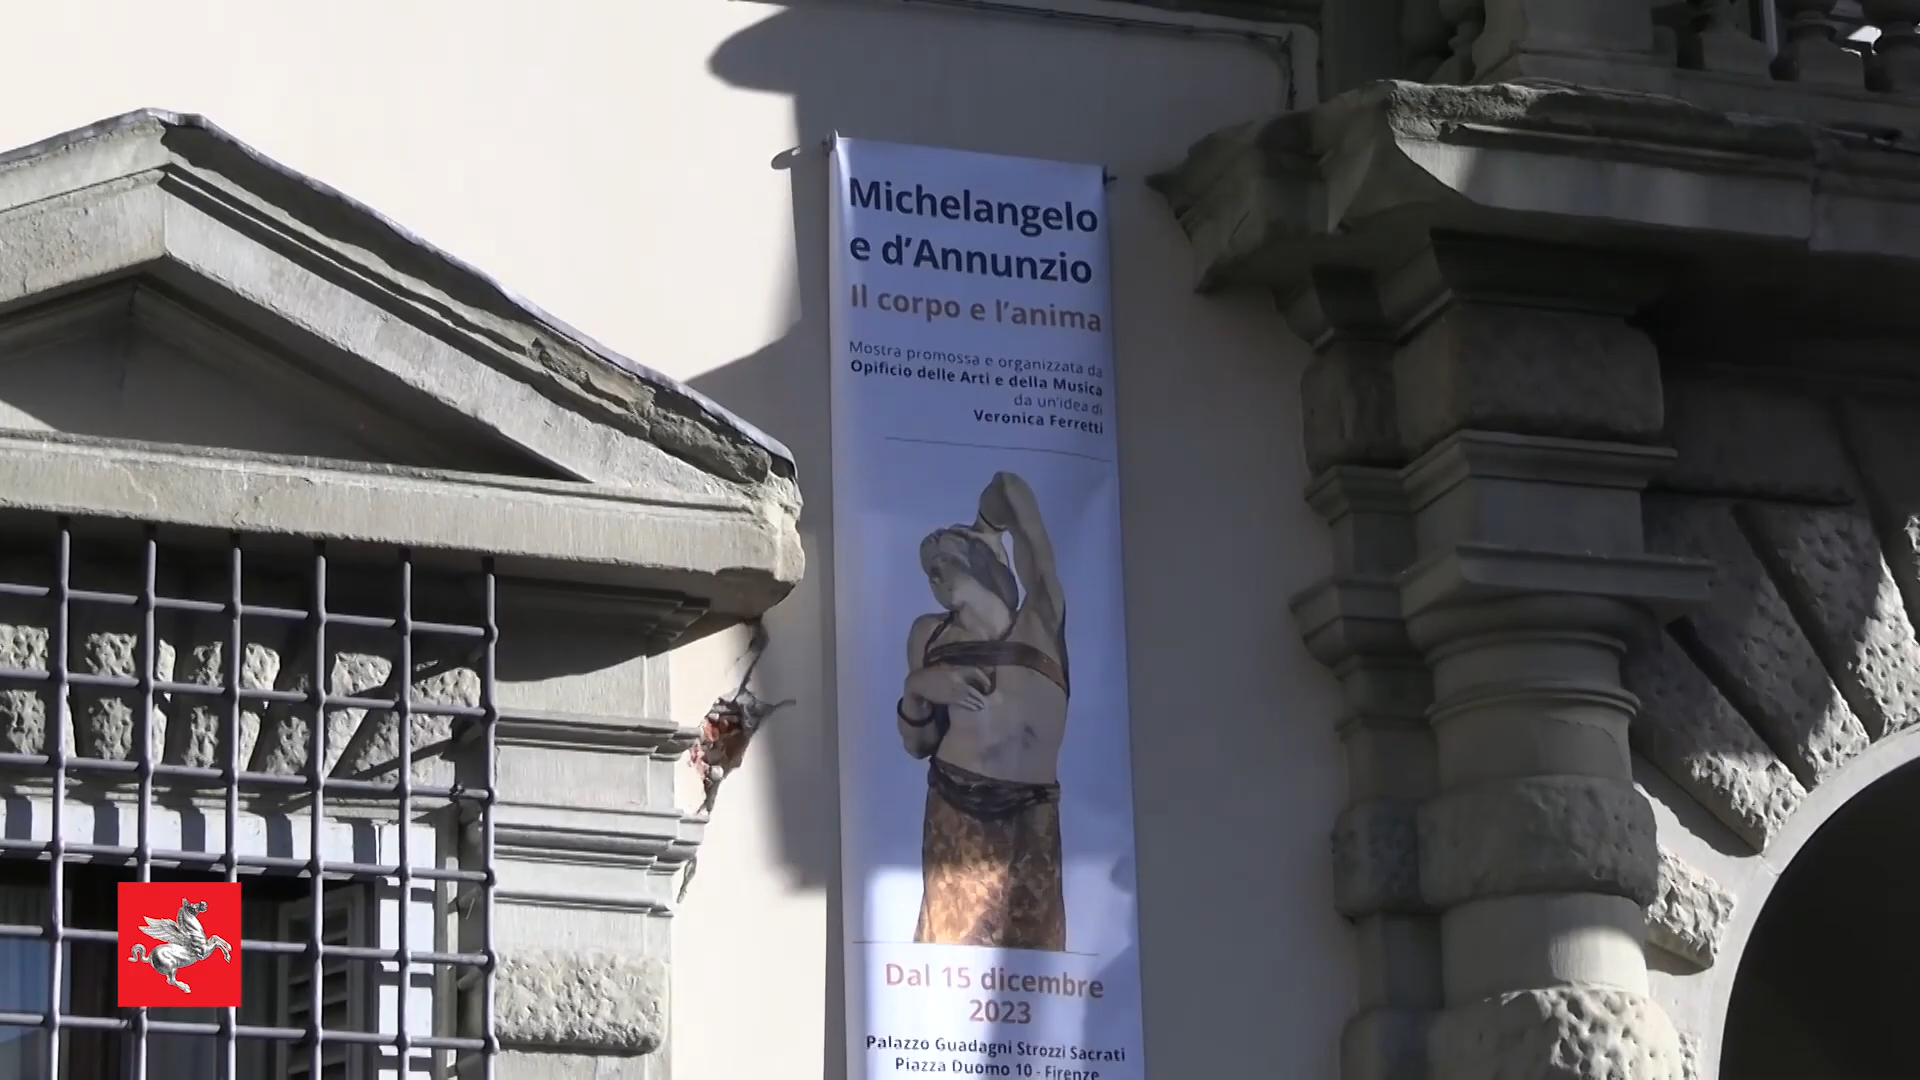 Michelangelo
e d'Annunzio
Il corpo e l'anima
Mostra promossa e organizzata da
Opificio delle Arti e della Musica
da un'idea di
Veronica Ferretti
Dal 15 dicembre
2023
Palazzo Guadagni Strozzi Sacrati
Piazza Duomo 10 - Firenze